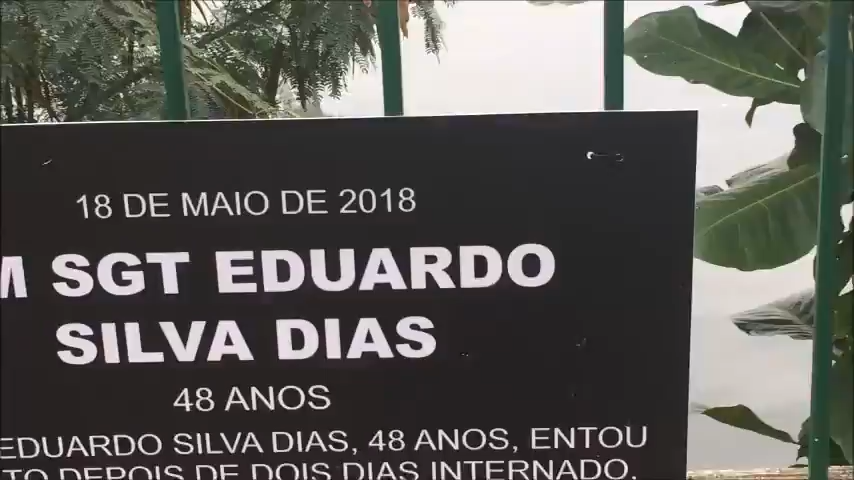 18 DE MAIO DE 2018
M SGT EDUARDO
SILVA DIAS
48 ANOS
EDUARDO SILVA DIAS, 48 ANOS, ENTOU
TO DEPOIS DE DOIS DIAS INTERNADO,